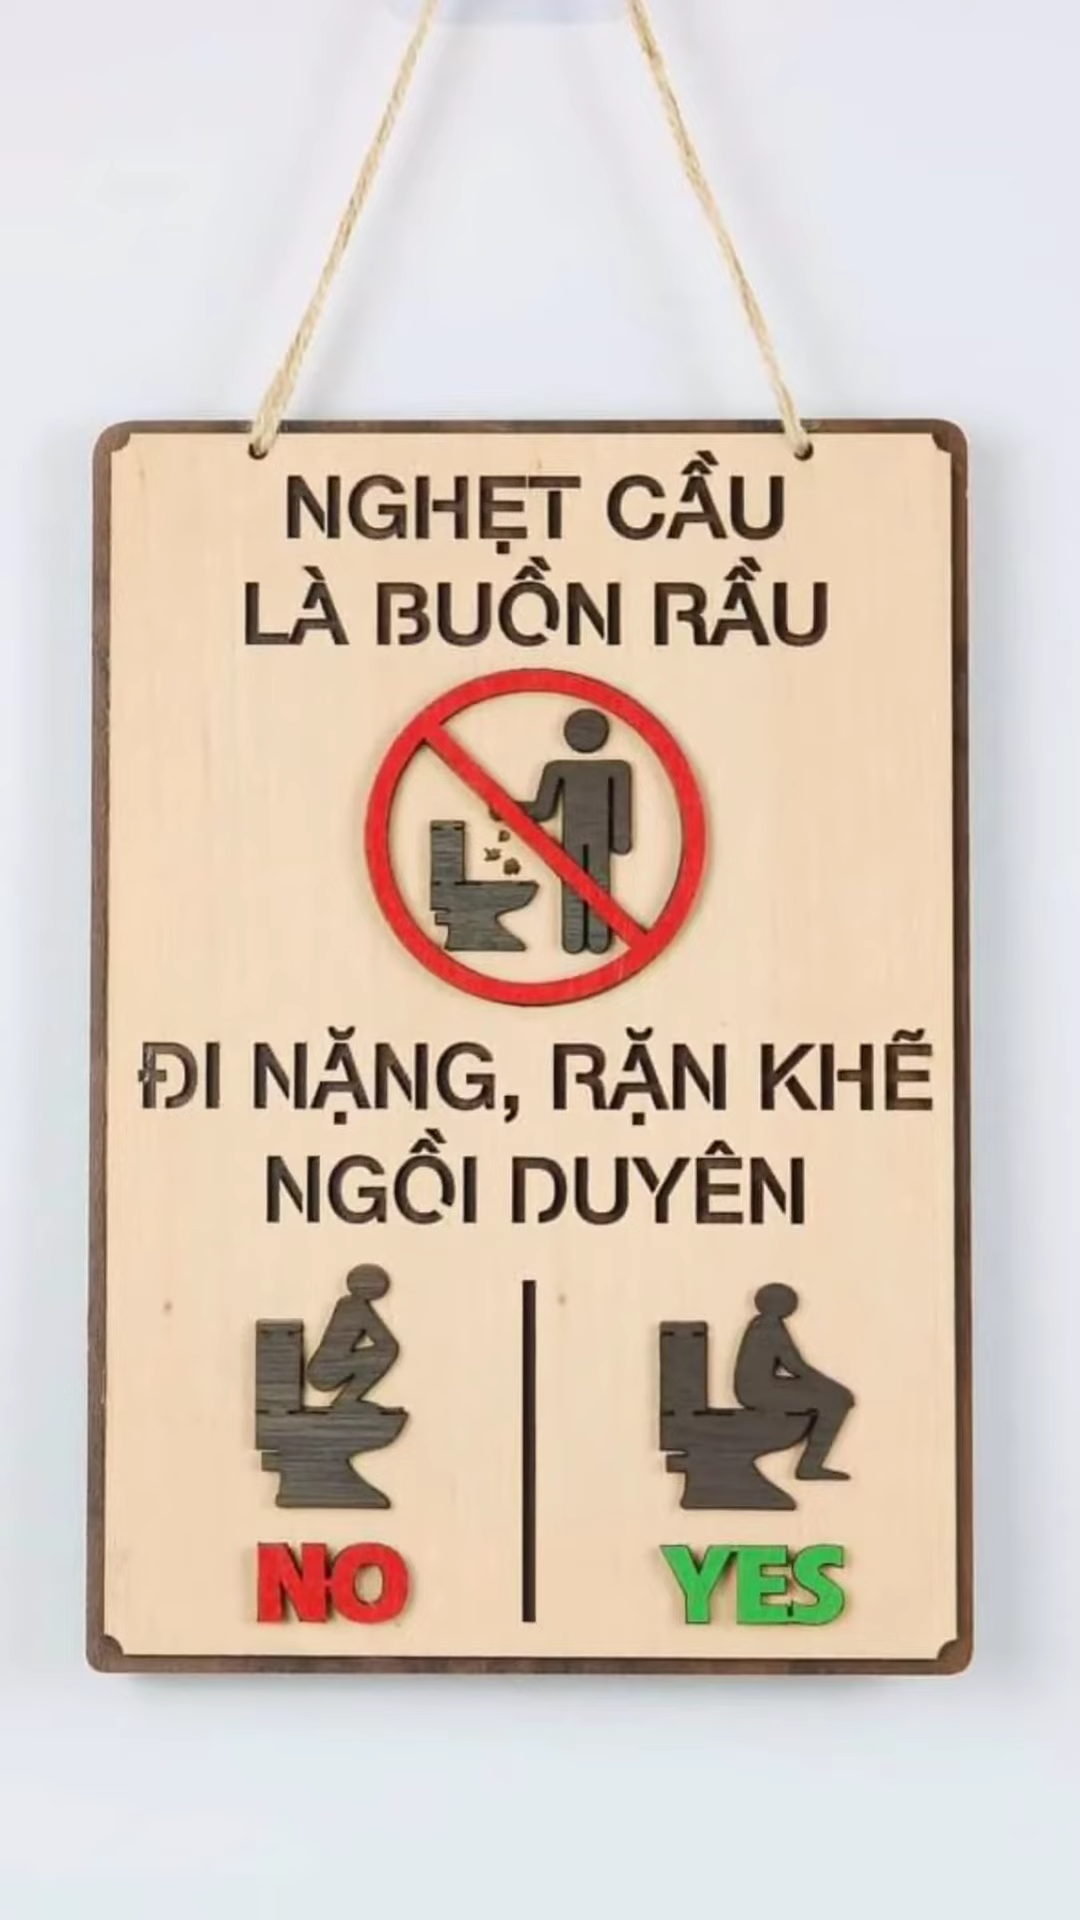 NGHẸT CẦU
LÀ BUỒN RẦU
ĐI NẶNG, RẶN KHẼ
NGỒI DUYÊN
NO
YES